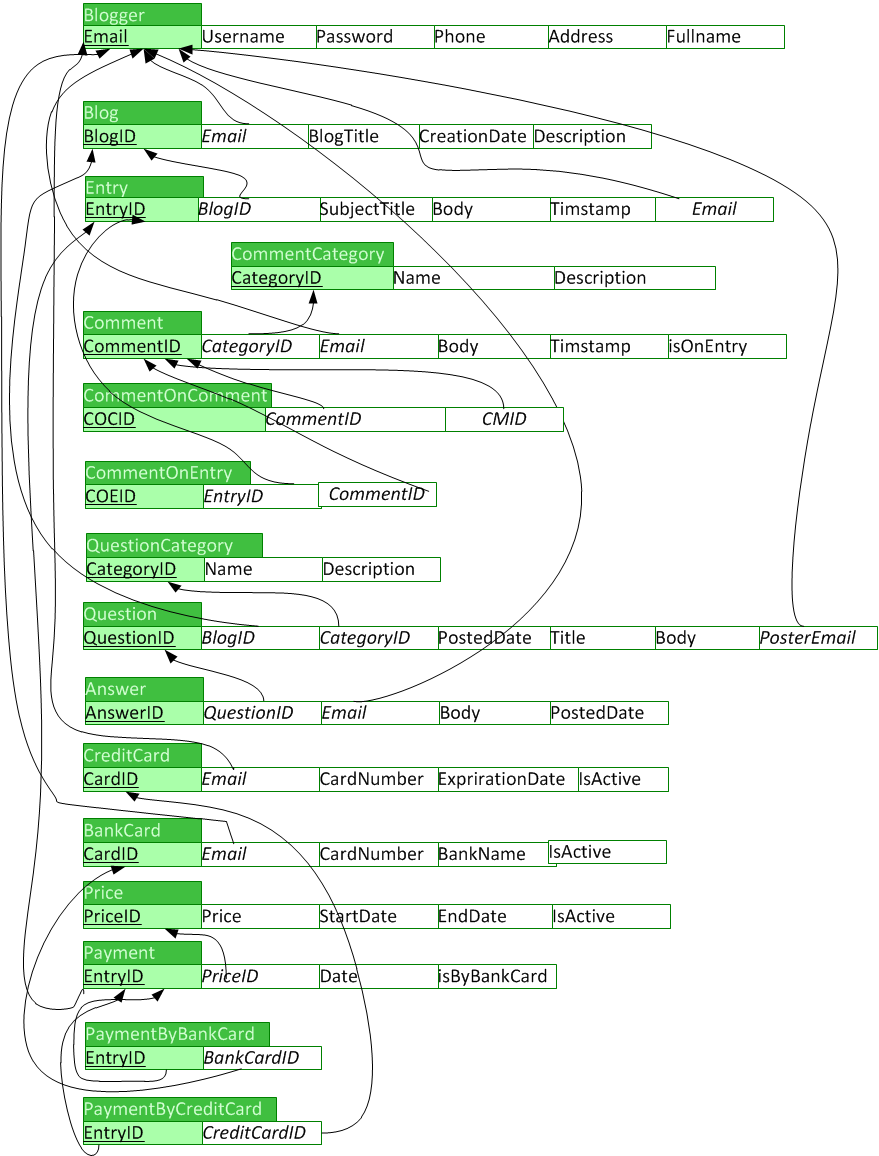 Blogger
Email Username Password Phone Address Fullname
Blog
BlogID Email BlogTitle CreationDate Description
Entry
EntryID BlogID SubjectTitle Body Timstamp Email
CommentCategory
CategoryID Name Description
Comment
CommentID CategoryID Email Body Timstamp isOnEntry
CommentOnComment
COCID CommentID CMID
CommentOnEntry
COEID EntryID CommentID
QuestionCategory
CategoryID Name Description
Question
QuestionID BlogID CategoryID PostedDate Title Body PosterEmail
Answer
AnswerID QuestionID Email Body PostedDate
CreditCard
CardID Email CardNumber ExprirationDate IsActive
BankCard
CardID Email CardNumber BankName IsActive
Price
PriceID Price StartDate EndDate IsActive
Payment
EntryID PriceID Date isByBankCard
PaymentByBankCard
EntryID BankCardID
PaymentByCreditCard
EntryID CreditCardID